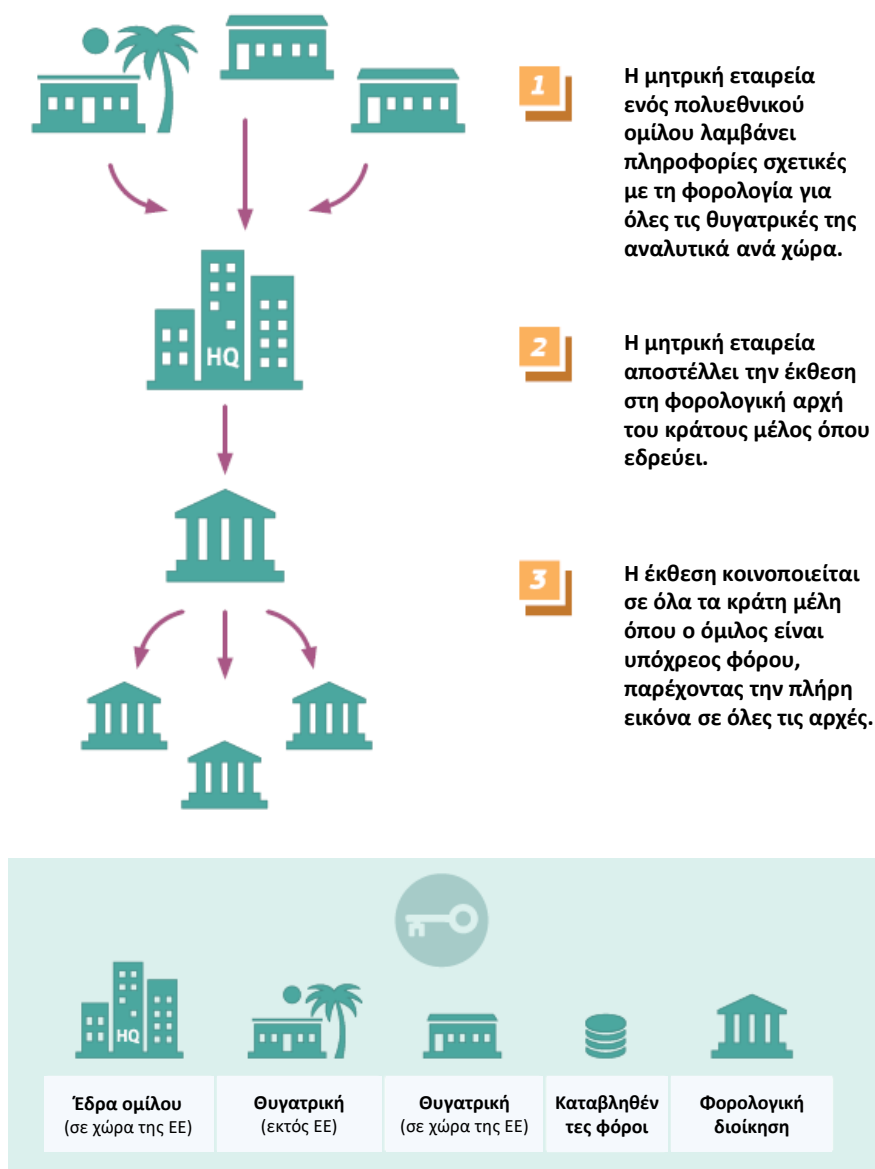 1
Η μητρική εταιρεία
ενός πολυεθνικού
ομίλου λαμβάνει
πληροφορίες σχετικές
με τη φορολογία για
όλες τις θυγατρικές της
αναλυτικά ανά χώρα.
HQ
2
Η μητρική εταιρεία
αποστέλλει την έκθεση
στη φορολογική αρχή
του κράτους μέλος όπου
εδρεύει.
3
Η έκθεση κοινοποιείται
σε όλα τα κράτη μέλη
όπου ο όμιλος είναι
υπόχρεος φόρου,
παρέχοντας την πλήρη
εικόνα σε όλες τις αρχές.
HQ
Έδρα ομίλου
(σε χώρα της ΕΕ)
Θυγατρική
(εκτός ΕΕ)
Θυγατρική
(σε χώρα της ΕΕ)
Καταβληθέν
τες φόροι
Φορολογική
διοίκηση